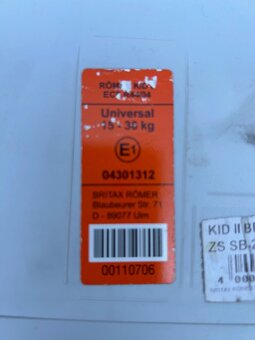 RÖMER KID
ECE R44/04
Universal
15 - 36 kg
E1
04301312
BRITAX RÖMER
Blaubeurer Str. 71
D - 89077 Ulm
00110706
KID II
ZS SB